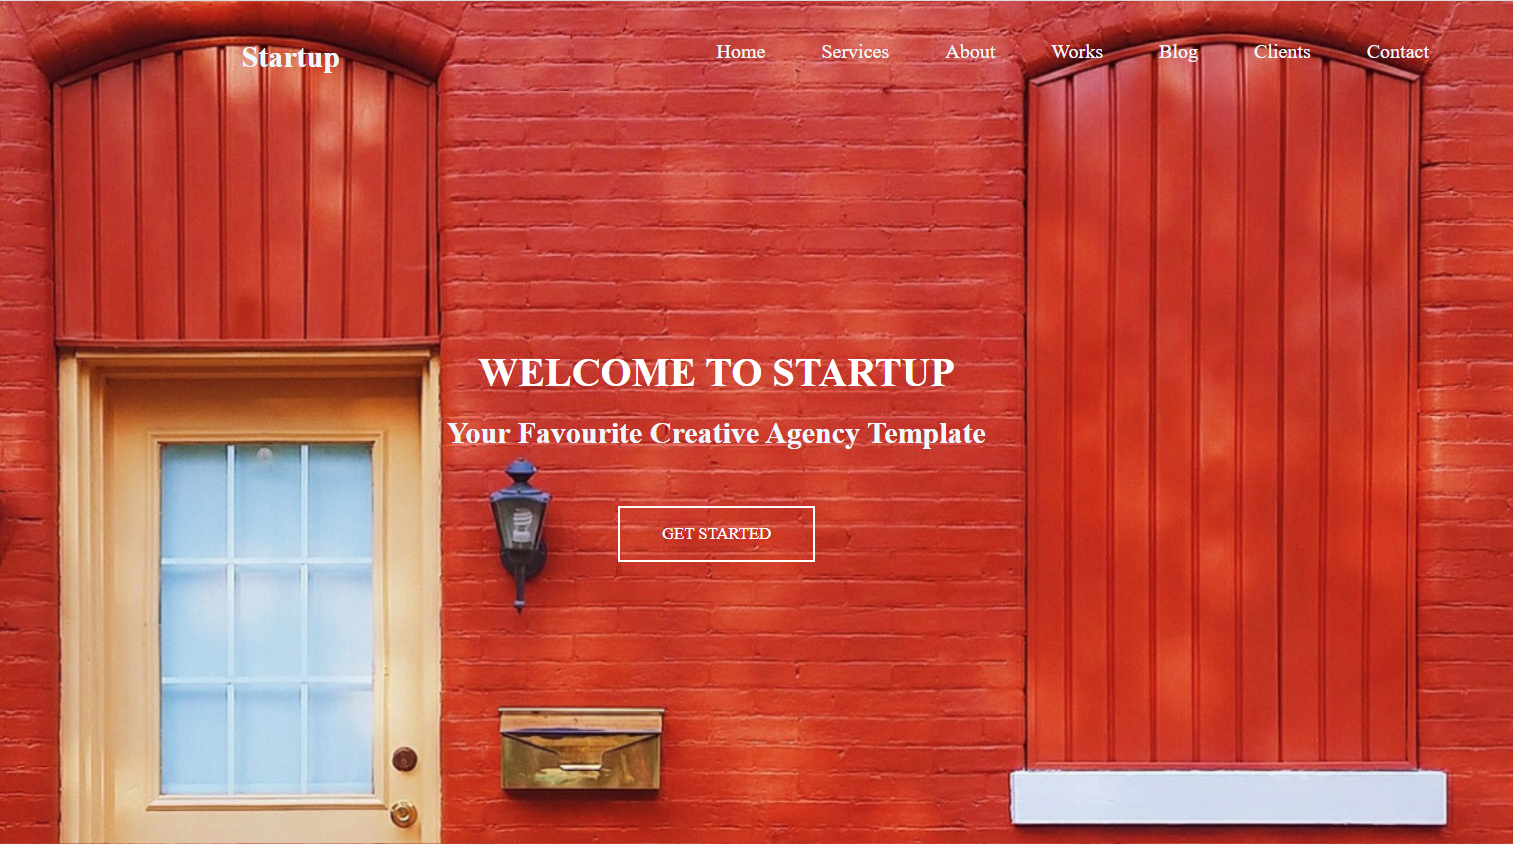 Startup
Home Services About Works Blog Clients Contact
WELCOME TO STARTUP
Your Favourite Creative Agency Template
GET STARTED